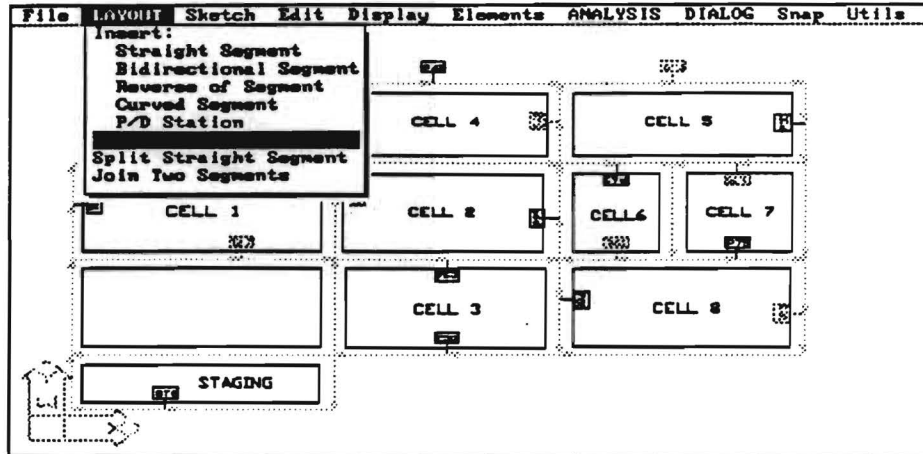 File LAYOUT Sketch Edit Display Elements ANALYSIS DIALOG Snap Utils
Insert:
Straight Segment
Bidirectional Segment
Reverse of Segment
Curved Segment
P/D Station
Split Straight Segment
Join Two Segments
CELL 4
CELL 5
CELL 1
CELL 2
CELL6
CELL 7
CELL 3
CELL 8
STAGING